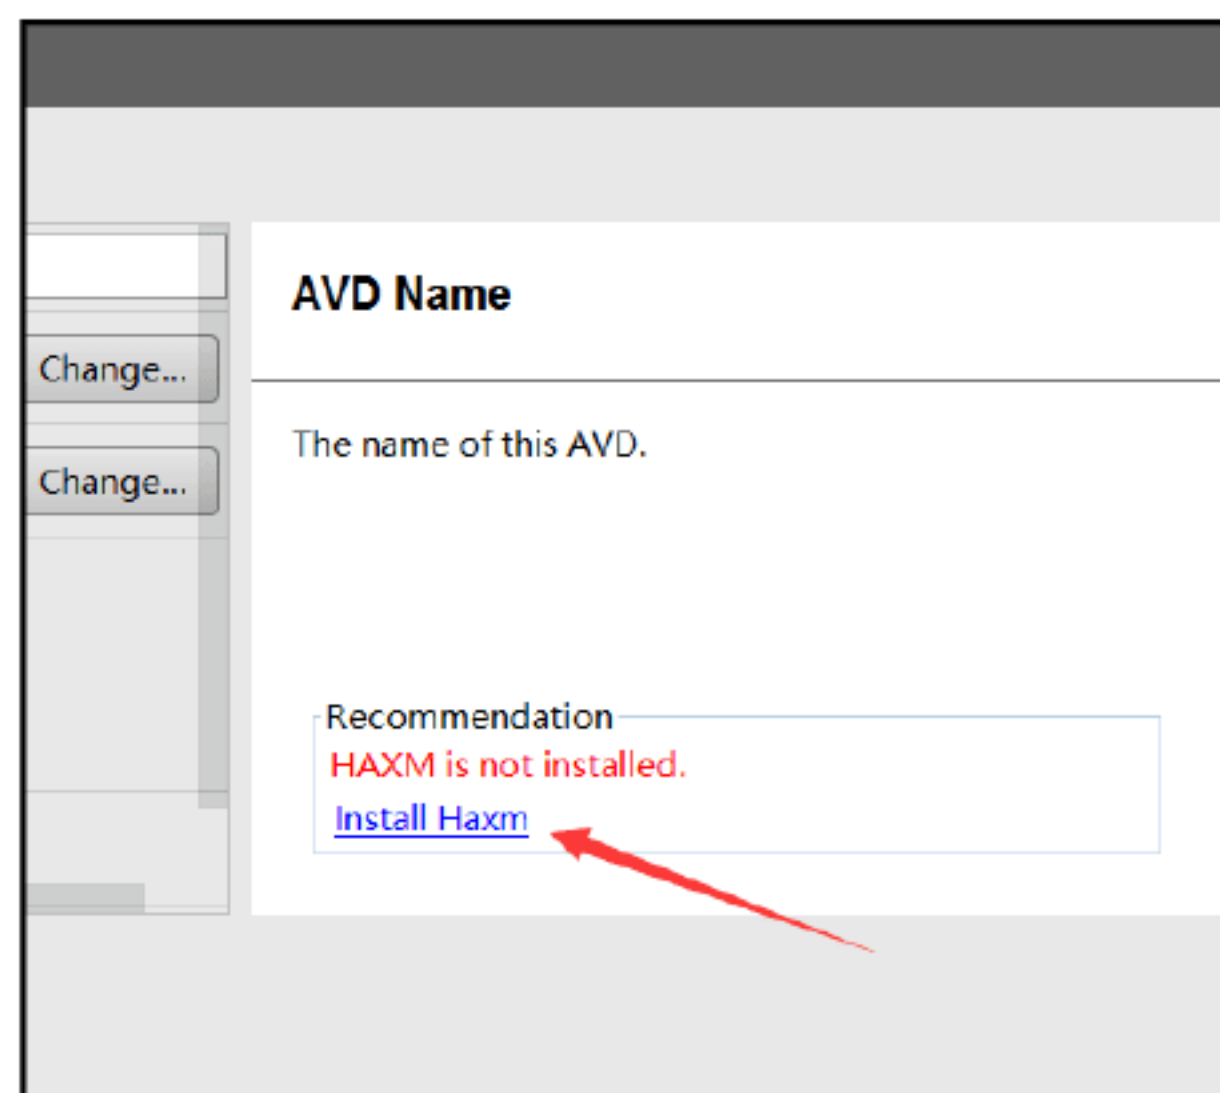 AVD Name
Change...
The name of this AVD.
Change...
Recommendation
HAXM is not installed.
Install Haxm